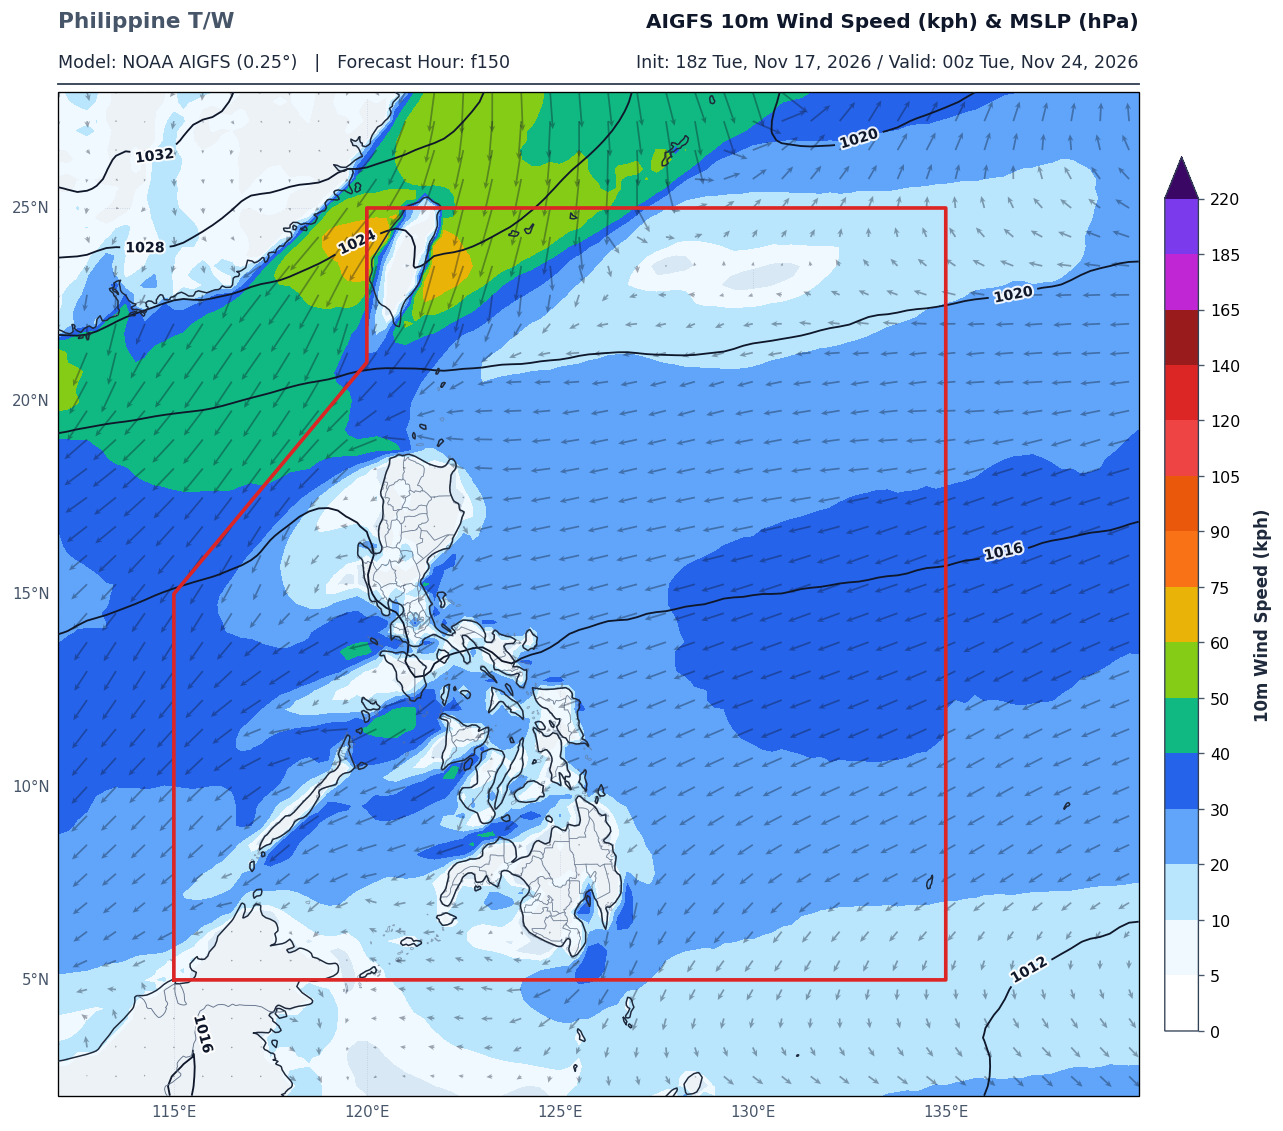 Philippine T/W
AIGFS 10m Wind Speed (kph) & MSLP (hPa)
Model: NOAA AIGFS (0.25°) | Forecast Hour: f150
Init: 18z Tue, Nov 17, 2026 / Valid: 00z Tue, Nov 24, 2026
1032
1020
1028
1024
1020
1016
1012
1016
25°N
20°N
15°N
10°N
5°N
115°E
120°E
125°E
130°E
135°E
220
185
165
140
120
105
90
75
60
50
40
30
20
10
5
0
10m Wind Speed (kph)